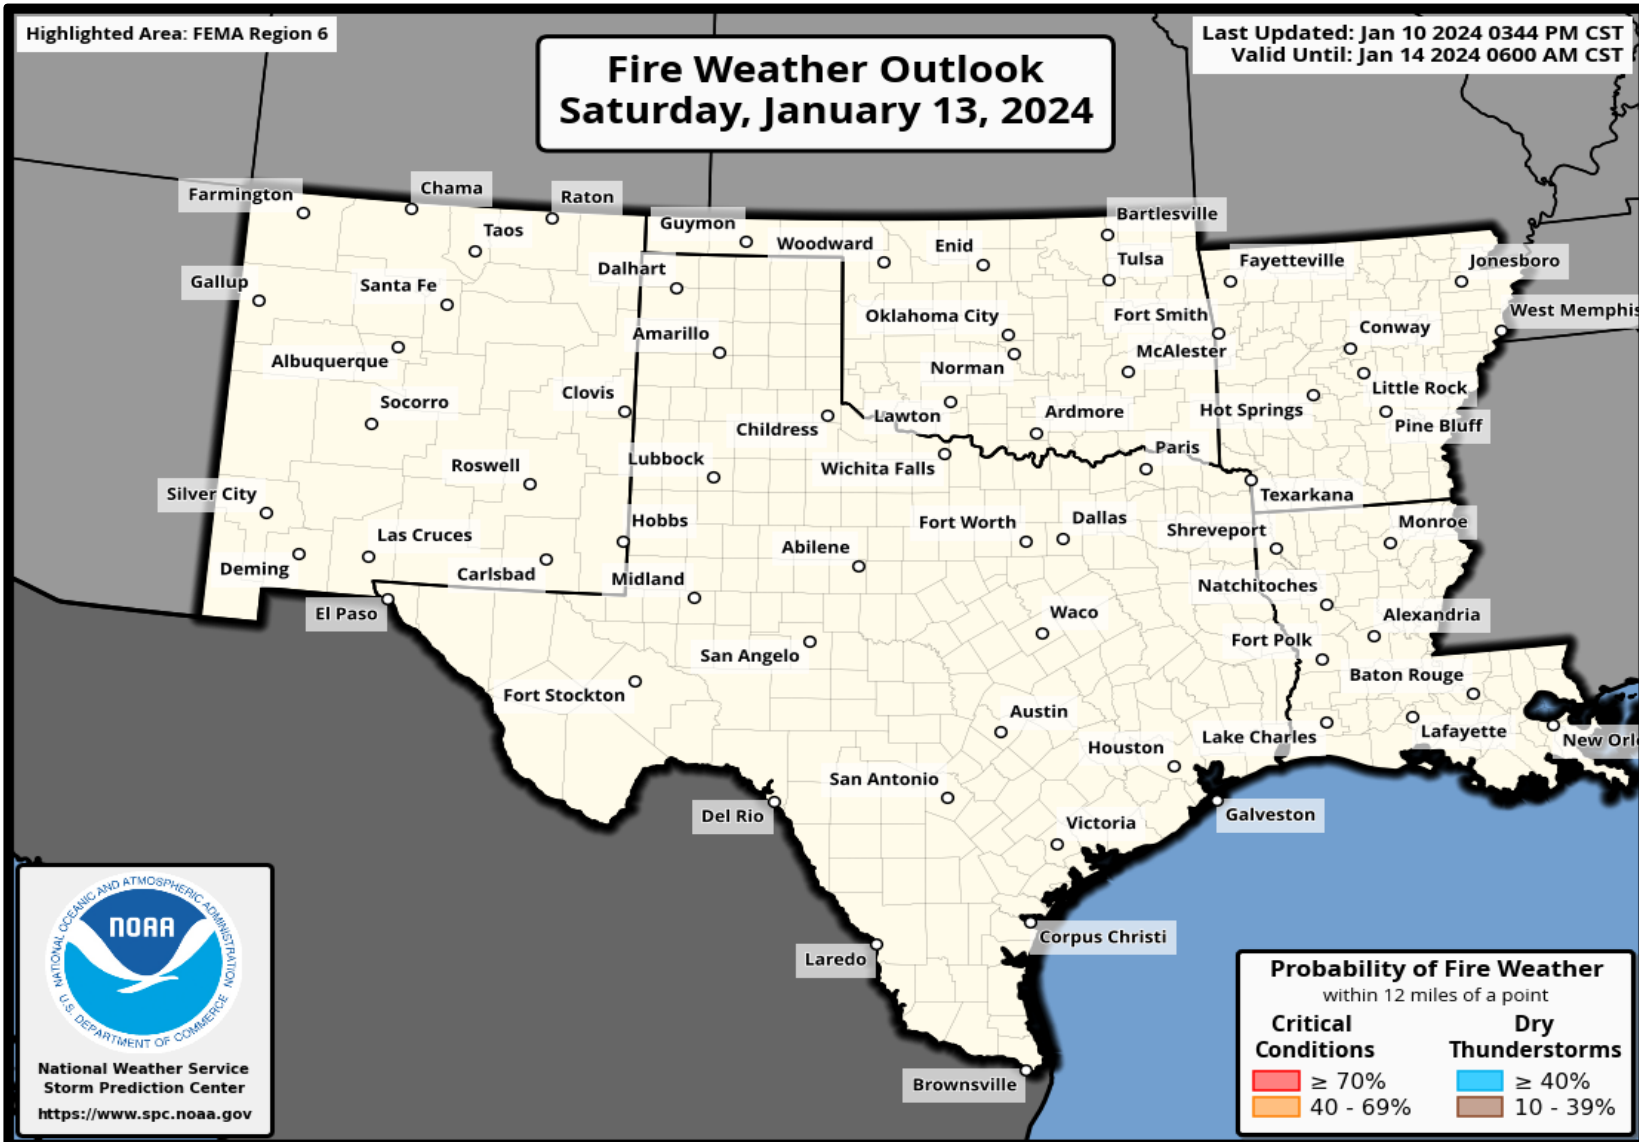 Highlighted Area: FEMA Region 6
Fire Weather Outlook
Saturday, January 13, 2024
Last Updated: Jan 10 2024 0344 PM CST
Valid Until: Jan 14 2024 0600 AM CST
Farmington
Chama
Raton
Taos
Guymon
Woodward
Enid
Bartlesville
Tulsa
Fayetteville
Jonesboro
Gallup
Santa Fe
Dalhart
Oklahoma City
Fort Smith
West Memphis
Albuquerque
Amarillo
Norman
McAlester
Conway
Socorro
Clovis
Childress
Lawton
Ardmore
Hot Springs
Little Rock
Pine Bluff
Roswell
Lubbock
Wichita Falls
Paris
Silver City
Texarkana
Las Cruces
Hobbs
Abilene
Fort Worth
Dallas
Shreveport
Monroe
Deming
Carlsbad
Midland
Natchitoches
El Paso
Waco
Alexandria
San Angelo
Fort Polk
Fort Stockton
Baton Rouge
Austin
Houston
Lake Charles
Lafayette
New Orl
San Antonio
Del Rio
Victoria
Galveston
Corpus Christi
Laredo
Brownsville
NATIONAL OCEANIC AND ATMOSPHERIC ADMINISTRATION
NOAA
U.S. DEPARTMENT OF COMMERCE
National Weather Service
Storm Prediction Center
https://www.spc.noaa.gov
Probability of Fire Weather
within 12 miles of a point
Critical Conditions
Dry Thunderstorms
≥ 70%
≥ 40%
40 - 69%
10 - 39%